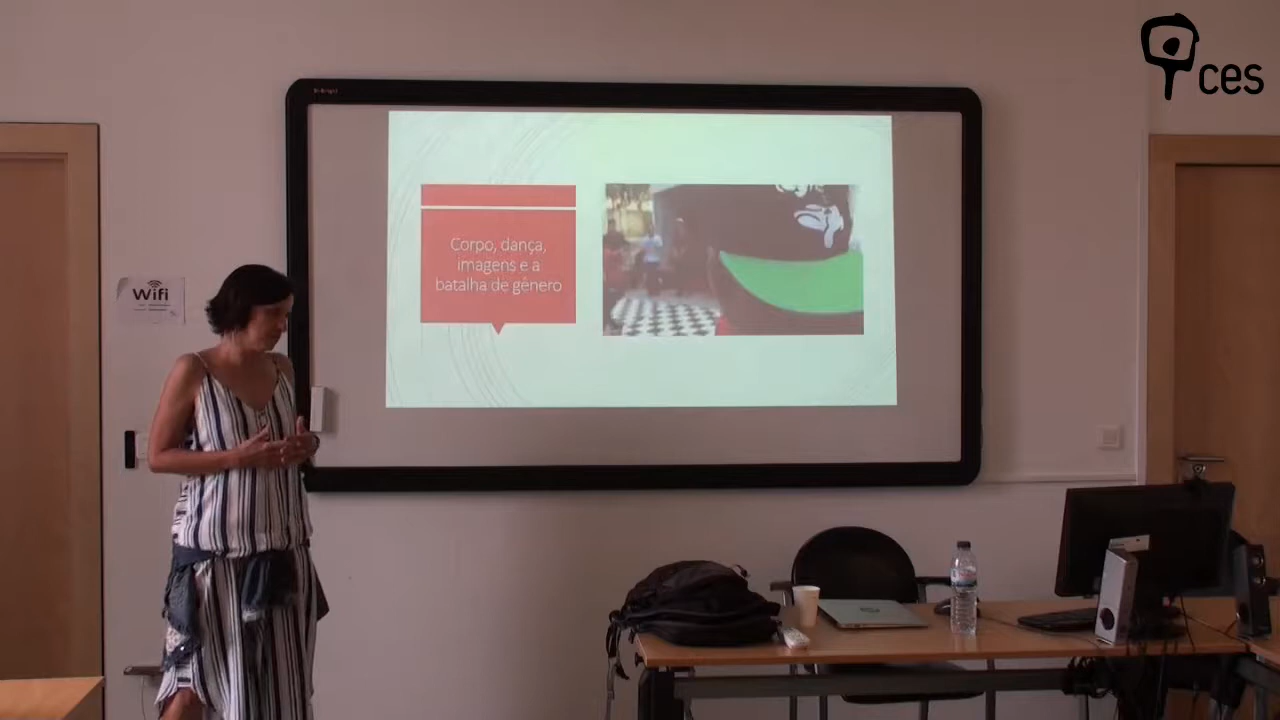 ces
Corpo, dança,
imagens e a
batalha de gênero
Wifi